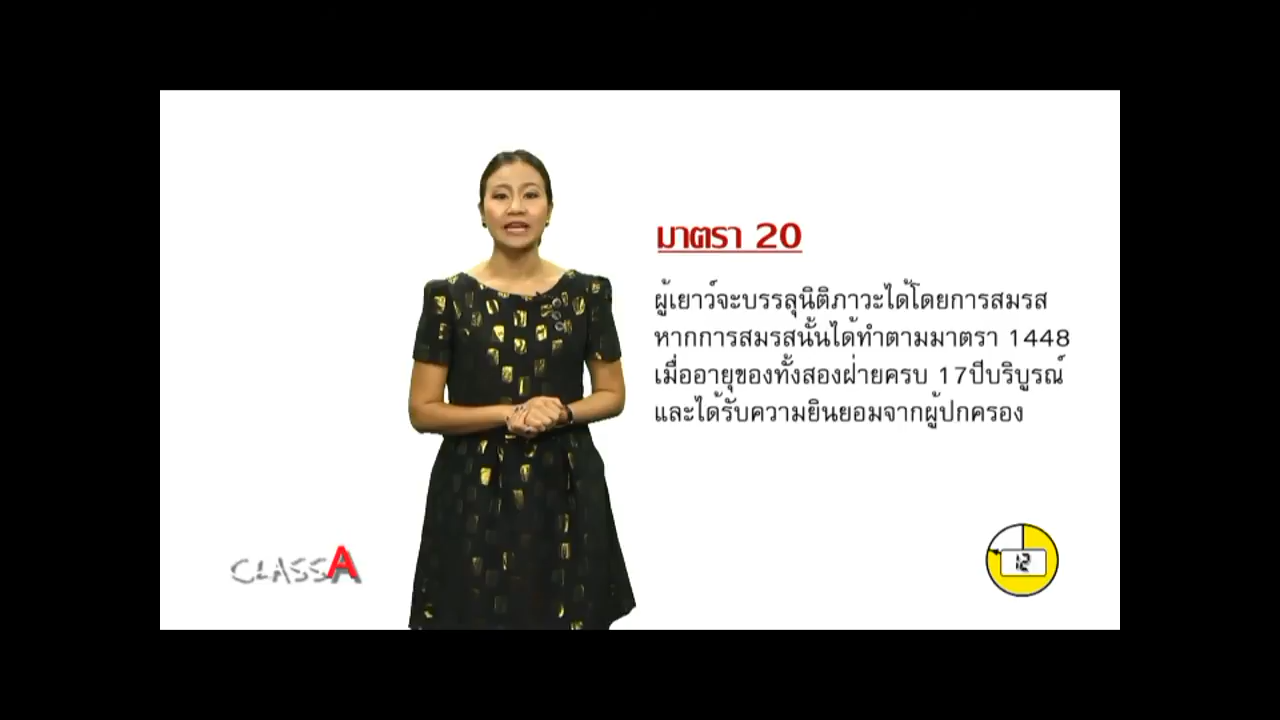 มาตรา 20
ผู้เยาว์จะบรรลุนิติภาวะได้โดยการสมรส
หากการสมรสนั้นได้ทำตามมาตรา 1448
เมื่ออายุของทั้งสองฝ่ายครบ 17ปีบริบูรณ์
และได้รับความยินยอมจากผู้ปกครอง
CLASSA
12